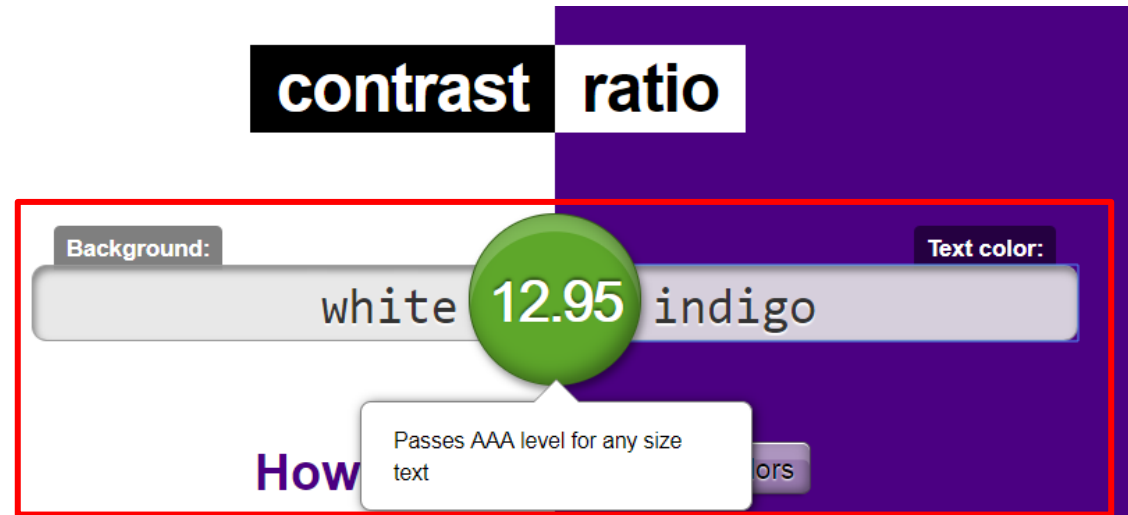 contrast ratio
Background:
Text color:
white 12.95 indigo
Passes AAA level for any size
text
How
lors